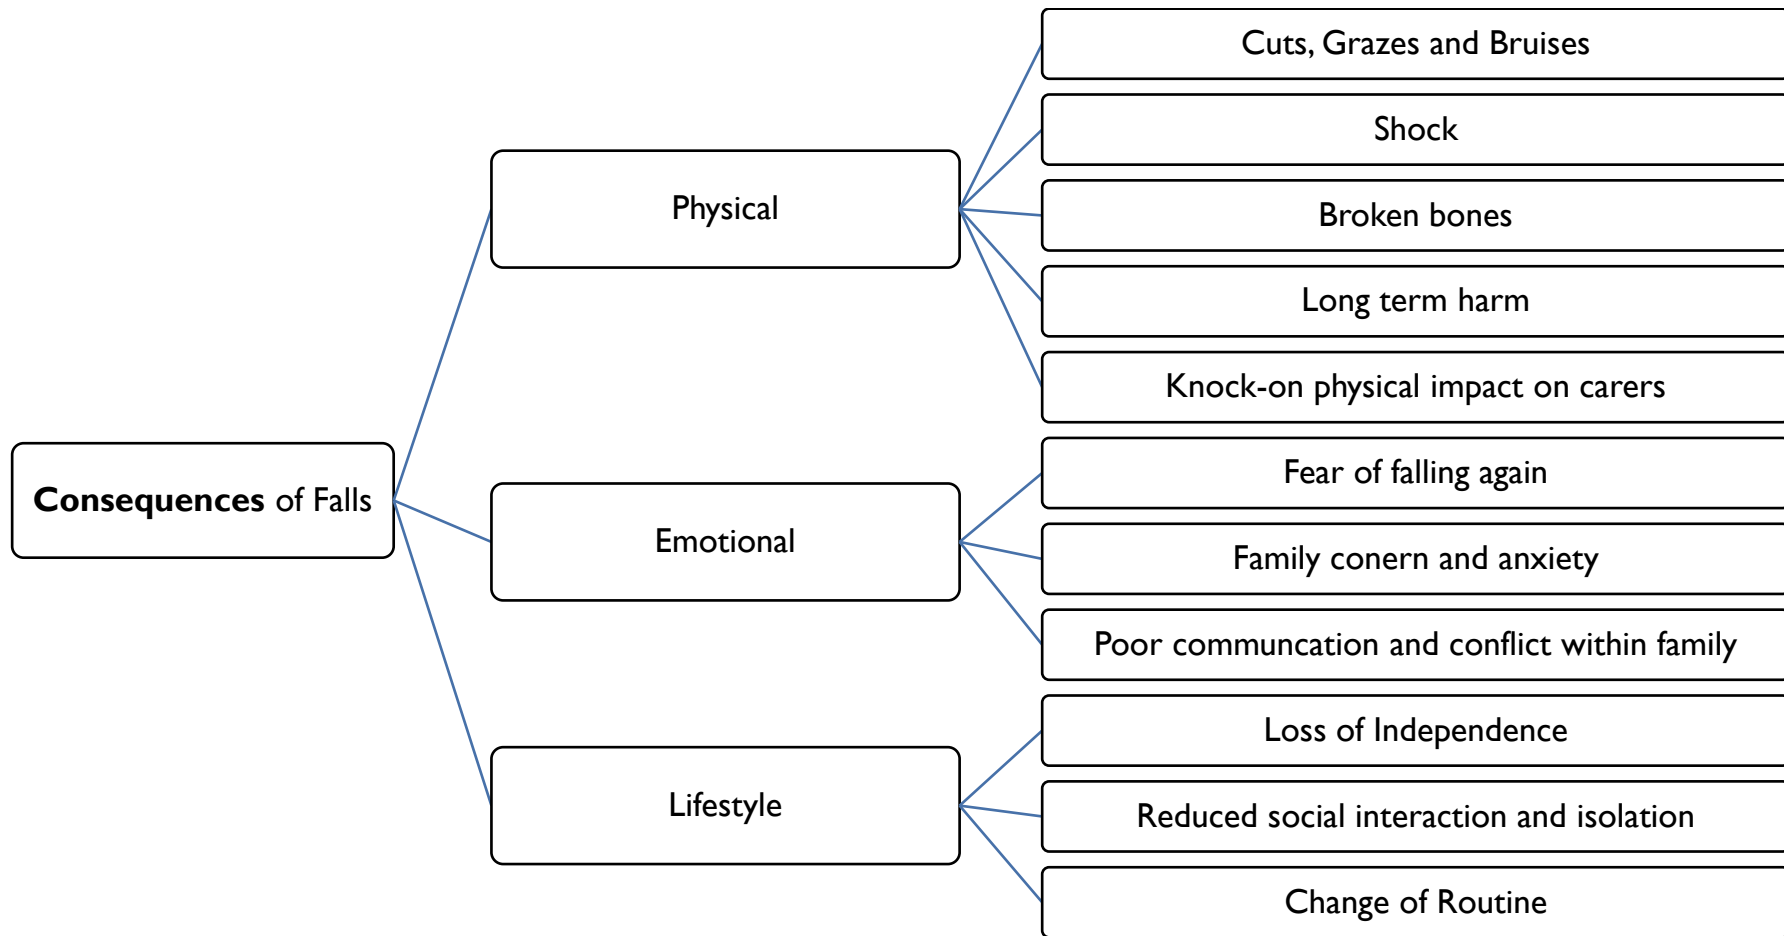 Consequences of Falls
Physical
Cuts, Grazes and Bruises
Shock
Broken bones
Long term harm
Knock-on physical impact on carers
Emotional
Fear of falling again
Family conern and anxiety
Poor communcation and conflict within family
Lifestyle
Loss of Independence
Reduced social interaction and isolation
Change of Routine